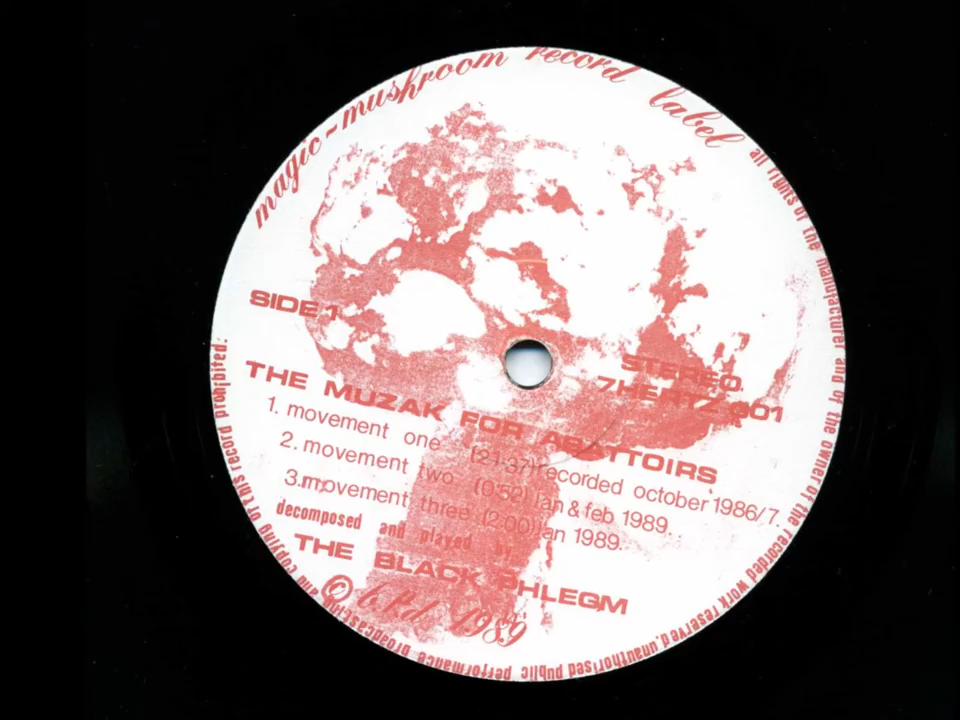 magic~mushroom record label
all rights of the manufacturer and of the owner of the recorded work reserved. unauthorised public performance broadcasting and copying of this record prohibited:
SIDE 1
STEREO.
7HERTZ 001
THE MUZAK FOR ABATTOIRS
1. movement one (21-37) recorded october 1986/7.
2. movement two (0'52) jan & feb 1989.
3. movement three (2:00) jan 1989.
decomposed and played by
THE BLACK PHLEGM
© b.k.ds 1989